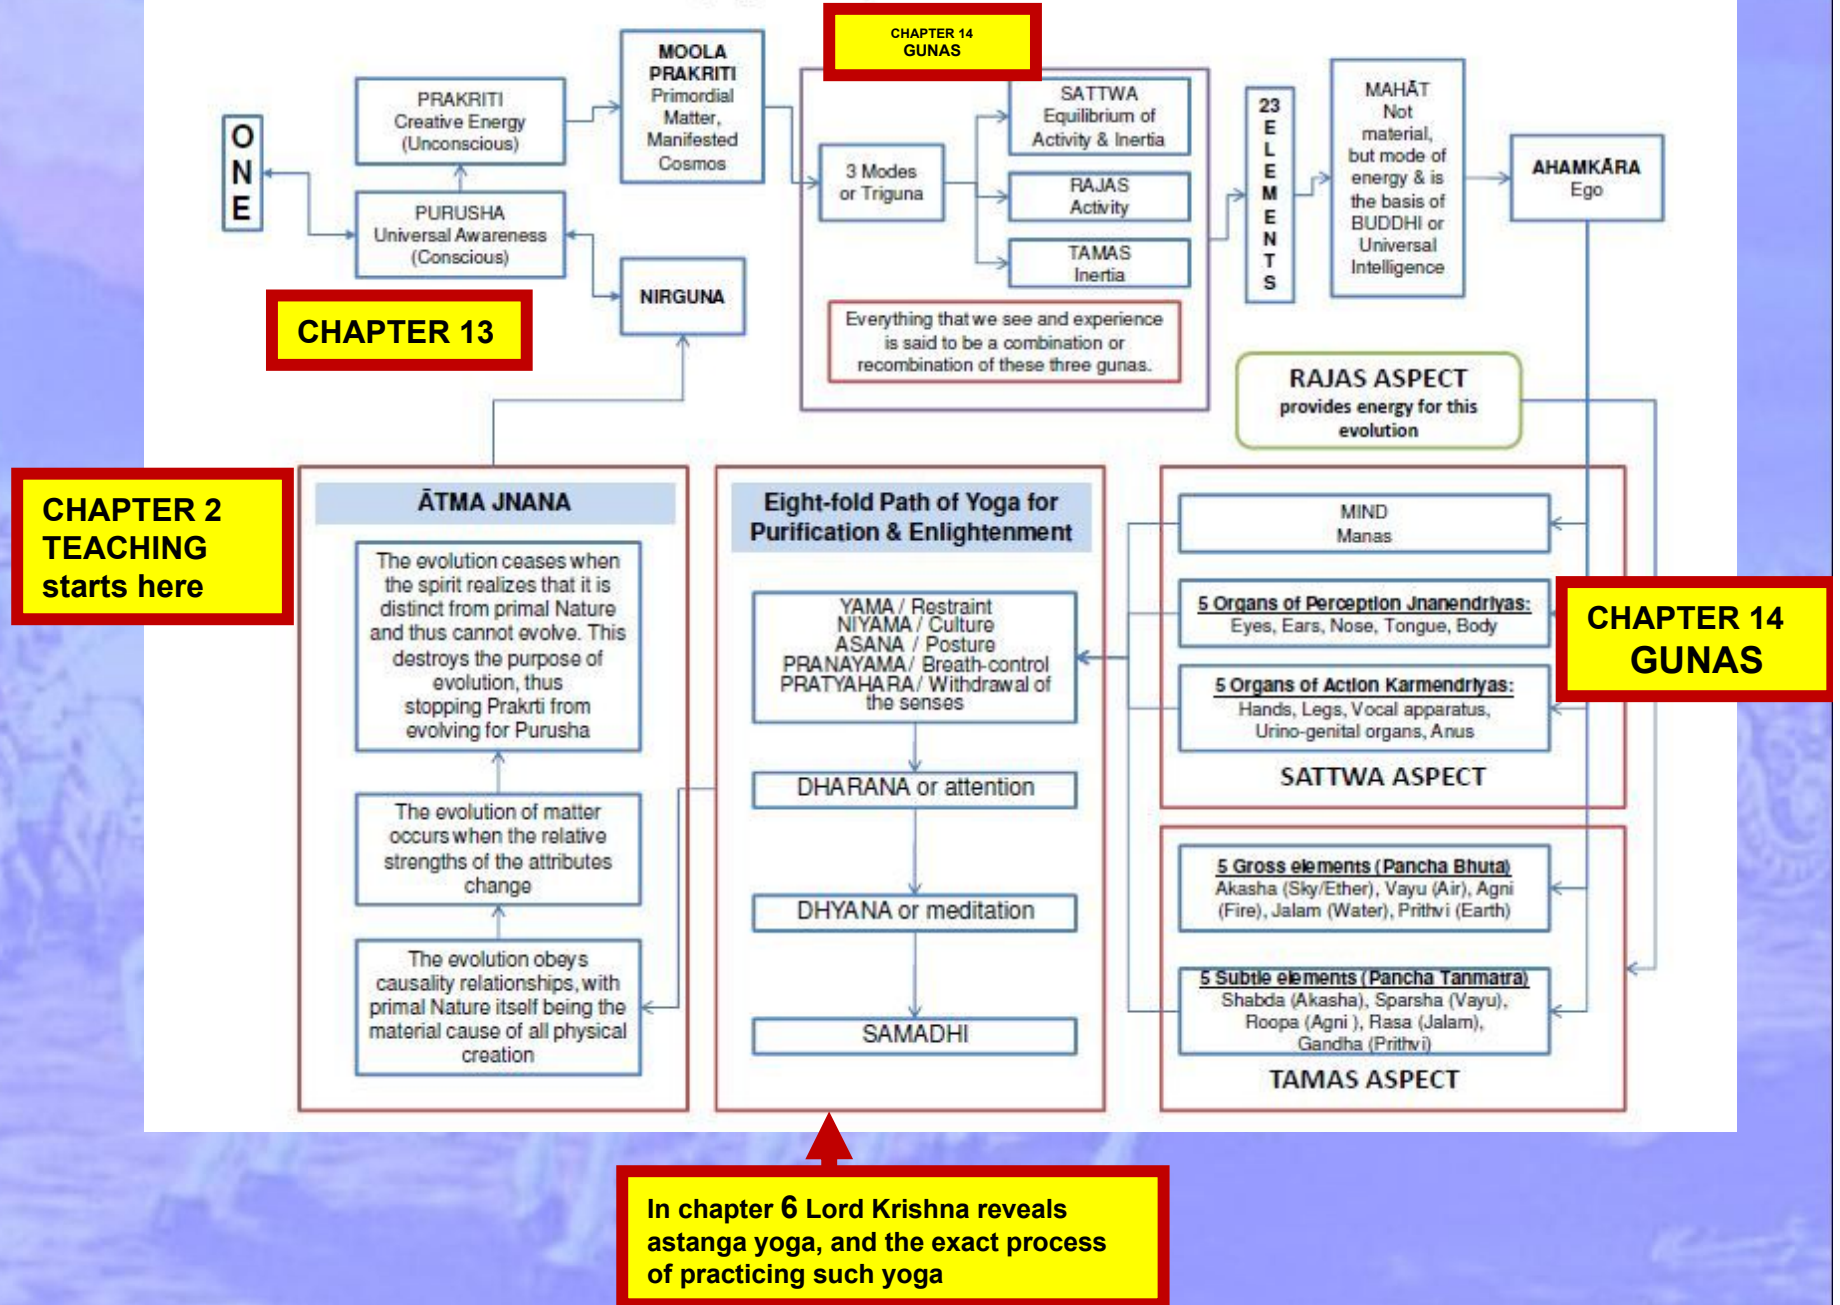 CHAPTER 14
GUNAS
O
N
E
PRAKRITI
Creative Energy
(Unconscious)
PURUSHA
Universal Awareness
(Conscious)
MOOLA
PRAKRITI
Primordial
Matter,
Manifested
Cosmos
NIRGUNA
CHAPTER 13
3 Modes
or Triguna
SATTWA
Equilibrium of
Activity & Inertia
RAJAS
Activity
TAMAS
Inertia
Everything that we see and experience
is said to be a combination or
recombination of these three gunas.
23
E
L
E
M
E
N
T
S
MAHĀT
Not
material,
but mode of
energy & is
the basis of
BUDDHI or
Universal
Intelligence
AHAMKĀRA
Ego
RAJAS ASPECT
provides energy for this
evolution
CHAPTER 2
TEACHING
starts here
ĀTMA JNANA
The evolution ceases when
the spirit realizes that it is
distinct from primal Nature
and thus cannot evolve. This
destroys the purpose of
evolution, thus
stopping Prakrti from
evolving for Purusha
The evolution of matter
occurs when the relative
strengths of the attributes
change
The evolution obeys
causality relationships, with
primal Nature itself being the
material cause of all physical
creation
Eight-fold Path of Yoga for
Purification & Enlightenment
YAMA / Restraint
NIYAMA / Culture
ASANA / Posture
PRANAYAMA / Breath-control
PRATYAHARA / Withdrawal of
the senses
DHARANA or attention
DHYANA or meditation
SAMADHI
MIND
Manas
5 Organs of Perception Jnanendriyas:
Eyes, Ears, Nose, Tongue, Body
5 Organs of Action Karmendriyas:
Hands, Legs, Vocal apparatus,
Urino-genital organs, Anus
SATTWA ASPECT
CHAPTER 14
GUNAS
5 Gross elements (Pancha Bhuta)
Akasha (Sky/Ether), Vayu (Air), Agni
(Fire), Jalam (Water), Prithvi (Earth)
5 Subtle elements (Pancha Tanmatra)
Shabda (Akasha), Sparsha (Vayu),
Roopa (Agni ), Rasa (Jalam),
Gandha (Prithvi)
TAMAS ASPECT
In chapter 6 Lord Krishna reveals
astanga yoga, and the exact process
of practicing such yoga